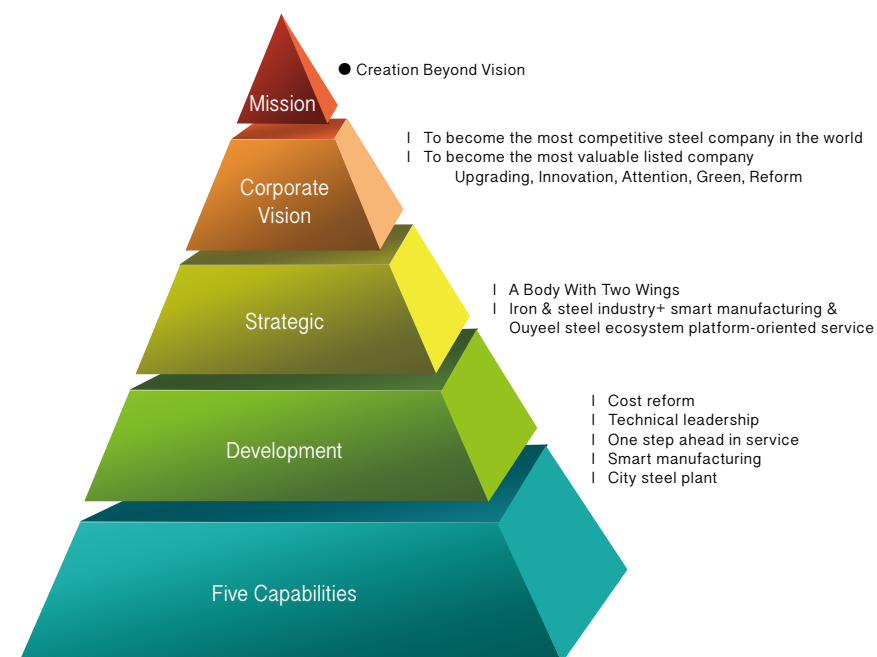 Mission
● Creation Beyond Vision
Corporate
Vision
l To become the most competitive steel company in the world
l To become the most valuable listed company
Upgrading, Innovation, Attention, Green, Reform
Strategic
l A Body With Two Wings
l Iron & steel industry+ smart manufacturing &
Ouyeel steel ecosystem platform-oriented service
Development
l Cost reform
l Technical leadership
l One step ahead in service
l Smart manufacturing
l City steel plant
Five Capabilities